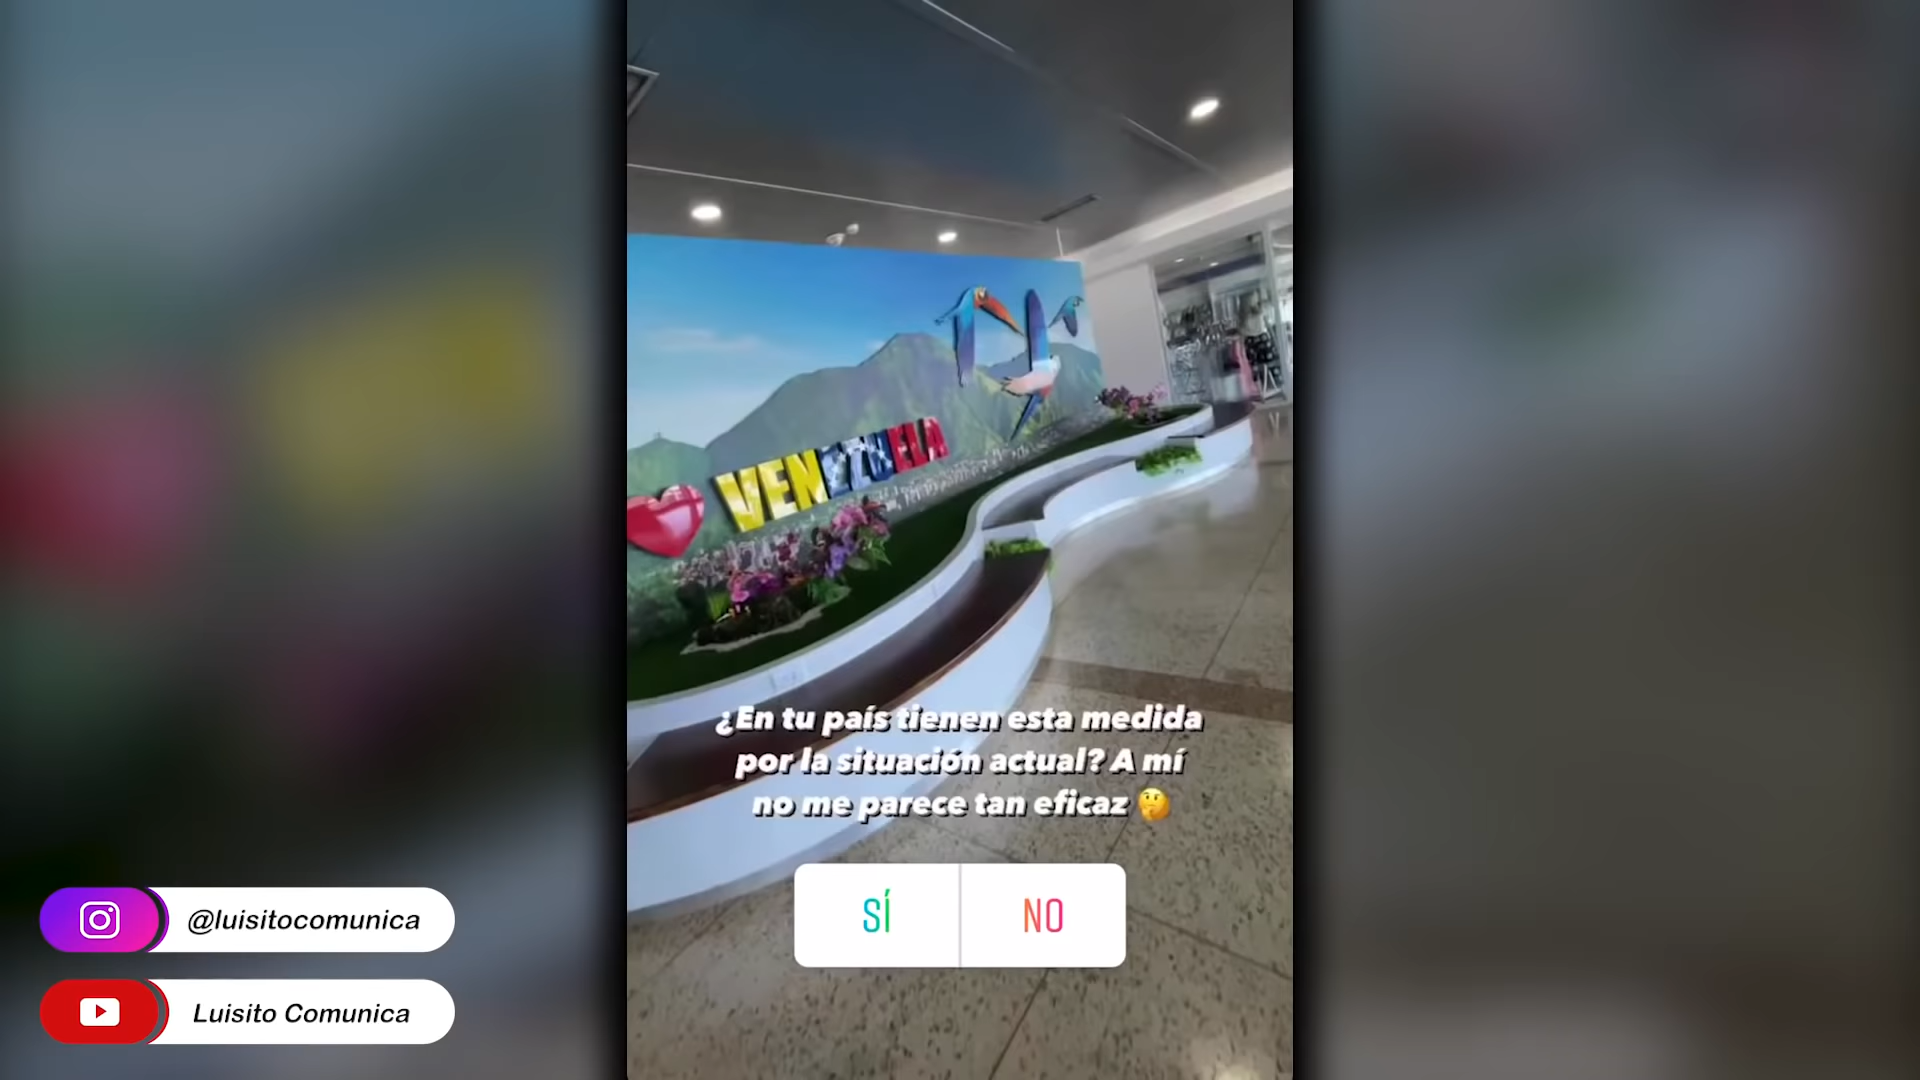 VENEZUELA
¿En tu país tienen esta medida
por la situación actual? A mí
no me parece tan eficaz 🤔
SÍ
NO
@luisitocomunica
Luisito Comunica